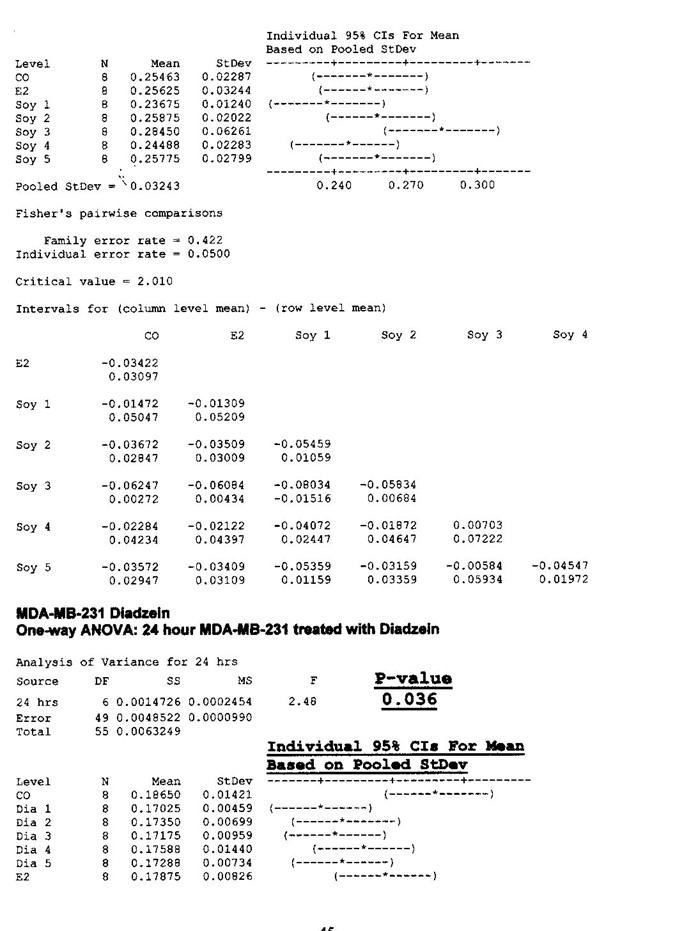 Individual 95% CIs For Mean
Based on Pooled StDev
Level N Mean StDev ---------+---------+---------+-------
CO 8 0.25463 0.02287 (-------*-------)
E2 8 0.25625 0.03244 (-------*-------)
Soy 1 8 0.23675 0.01240 (-------*-------)
Soy 2 8 0.25875 0.02022 (-------*-------)
Soy 3 8 0.28450 0.06261 (-------*-------)
Soy 4 8 0.24488 0.02283 (-------*------)
Soy 5 8 0.25775 0.02799 (-------*-------)
---------+---------+---------+-------
Pooled StDev = 0.03243 0.240 0.270 0.300
Fisher's pairwise comparisons
Family error rate = 0.422
Individual error rate = 0.0500
Critical value = 2.010
Intervals for (column level mean) - (row level mean)
CO E2 Soy 1 Soy 2 Soy 3 Soy 4
E2 -0.03422
0.03097
Soy 1 -0.01472 -0.01309
0.05047 0.05209
Soy 2 -0.03672 -0.03509 -0.05459
0.02847 0.03009 0.01059
Soy 3 -0.06247 -0.06084 -0.08034 -0.05834
0.00272 0.00434 -0.01516 0.00684
Soy 4 -0.02284 -0.02122 -0.04072 -0.01872 0.00703
0.04234 0.04397 0.02447 0.04647 0.07222
Soy 5 -0.03572 -0.03409 -0.05359 -0.03159 -0.00584 -0.04547
0.02947 0.03109 0.01159 0.03359 0.05934 0.01972
MDA-MB-231 Diadzein
One-way ANOVA: 24 hour MDA-MB-231 treated with Diadzein
Analysis of Variance for 24 hrs
Source DF SS MS F P-value
24 hrs 6 0.0014726 0.0002454 2.48 0.036
Error 49 0.0048522 0.0000990
Total 55 0.0063249
Individual 95% CIs For Mean
Based on Pooled StDev
Level N Mean StDev -------+---------+---------+---------
CO 8 0.18650 0.01421 (------*-------)
Dia 1 8 0.17025 0.00459 (------*------)
Dia 2 8 0.17350 0.00699 (------*-------)
Dia 3 8 0.17175 0.00959 (------*------)
Dia 4 8 0.17588 0.01440 (------*------)
Dia 5 8 0.17288 0.00734 (------*------)
E2 8 0.17875 0.00826 (------*------)